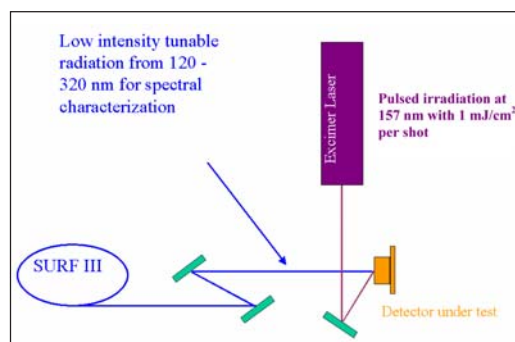 Low intensity tunable
radiation from 120 -
320 nm for spectral
characterization
Excimer Laser
Pulsed irradiation at
157 nm with 1 mJ/cm²
per shot
SURF III
Detector under test